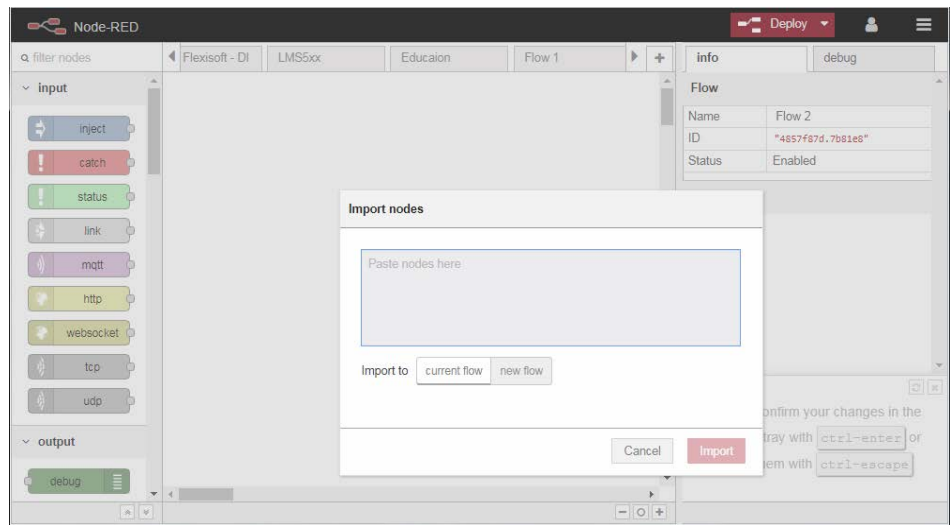 Node-RED
Deploy
filter nodes
Flexisoft - DI
LMS5xx
Educaion
Flow 1
info
debug
input
inject
catch
status
link
mqtt
http
websocket
tcp
udp
output
debug
Flow
Name Flow 2
ID "4857f87d.7b81e8"
Status Enabled
Import nodes
Paste nodes here
Import to current flow new flow
Cancel Import
onfirm your changes in the
tray with ctrl-enter or
em with ctrl-escape